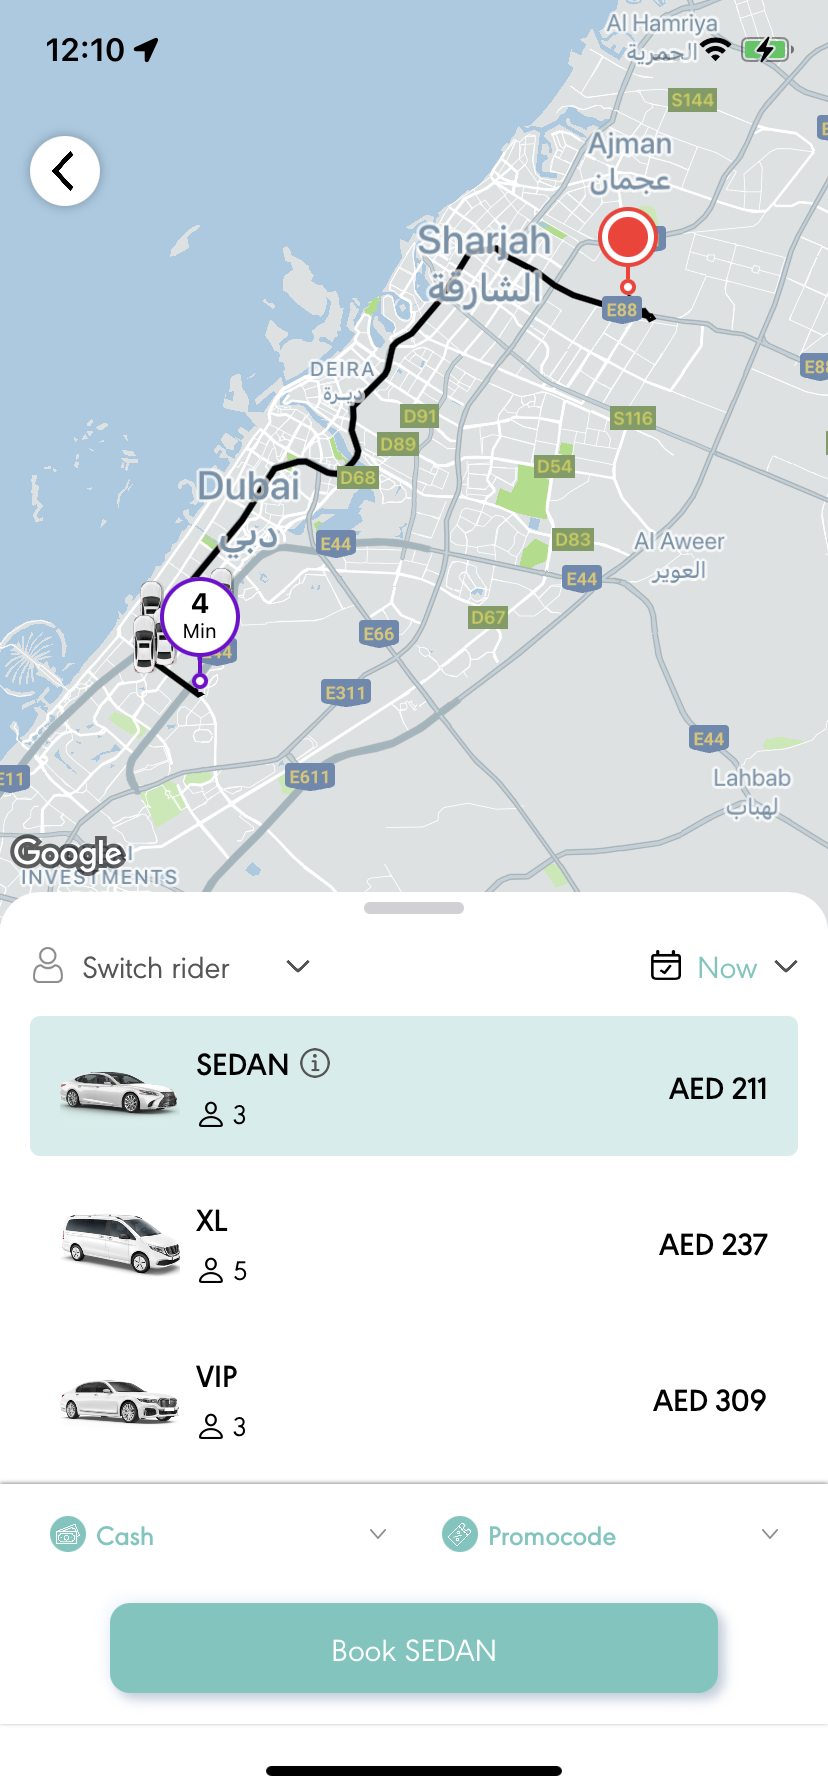 Al Hamriya
12:10
الحمرية
S144
Ajman
عجمان
Sharjah
الشارقة
E88
E88
DEIRA
ديرة
D91
S116
D89
D54
D68
Dubai
دبي
E44
D83
Al Aweer
العوير
E44
4
Min
D67
E66
44
E311
E44
E611
E11
Lahbab
لهباب
Google
INVESTMENTS
Switch rider
Now
SEDAN
3
AED 211
XL
5
AED 237
VIP
3
AED 309
Cash
Promocode
Book SEDAN